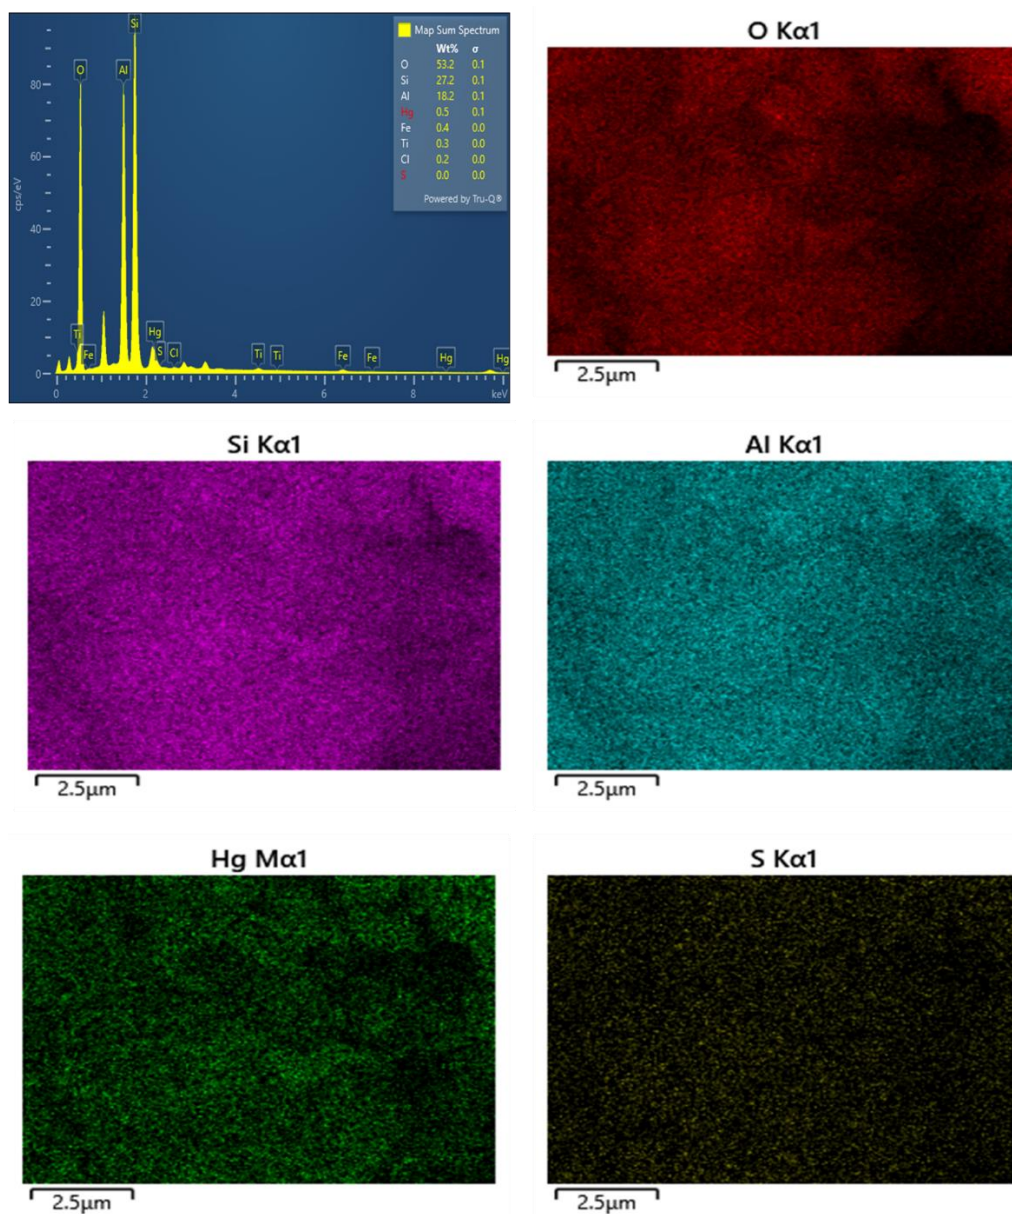 Map Sum Spectrum
Wt% σ
O 53.2 0.1
Si 27.2 0.1
Al 18.2 0.1
Hg 0.5 0.1
Fe 0.4 0.0
Ti 0.3 0.0
Cl 0.2 0.0
S 0.0 0.0
Powered by Tru-Q®
Si
O
Al
Ti
Fe
Hg
S
Cl
Ti
Ti
Fe
Fe
Hg
Hg
cps/eV
80
60
40
20
0
0 2 4 6 8 keV
O Kα1
2.5µm
Si Kα1
2.5µm
Al Kα1
2.5µm
Hg Mα1
2.5µm
S Kα1
2.5µm